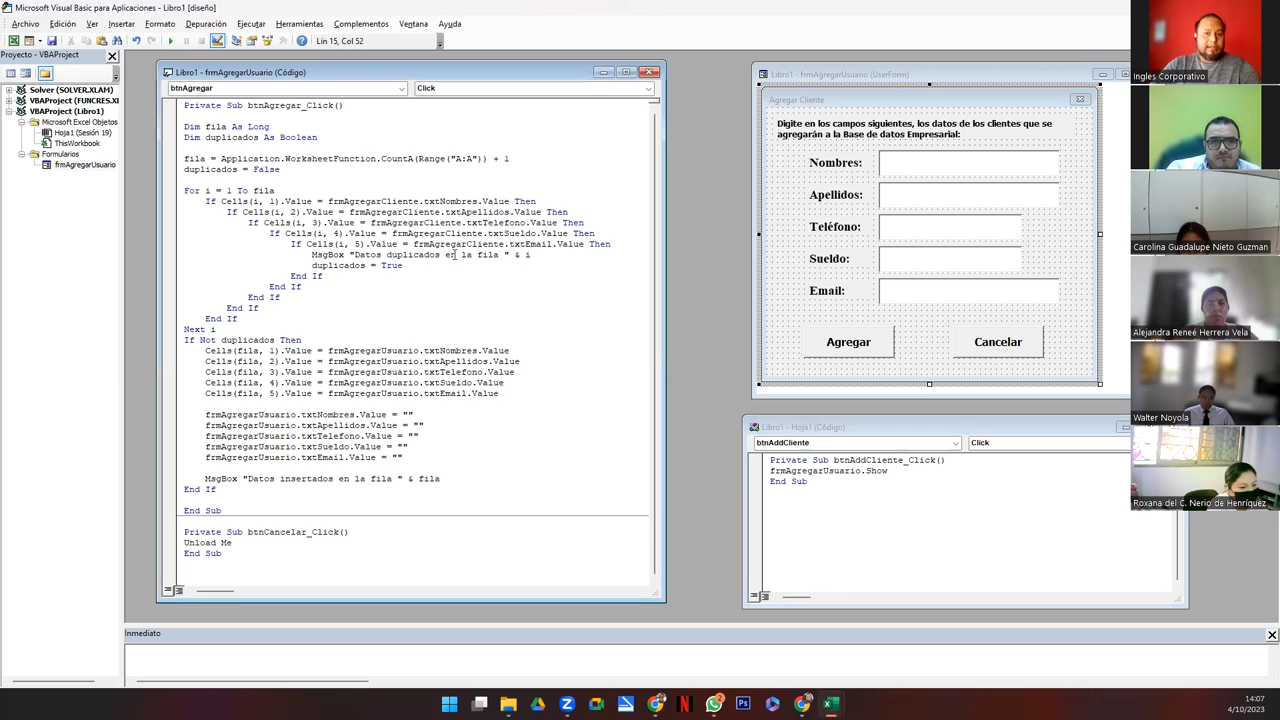 Microsoft Visual Basic para Aplicaciones - Libro1 [diseño]
Archivo Edición Ver Insertar Formato Depuración Ejecutar Herramientas Complementos Ventana Ayuda
Lín 15, Col 52
Proyecto - VBAProject
Solver (SOLVER.XLAM)
VBAProject (FUNCRES.XL
VBAProject (Libro1)
Microsoft Excel Objetos
Hoja1 (Sesión 19)
ThisWorkbook
Formularios
frmAgregarUsuario
Libro1 - frmAgregarUsuario (Código)
btnAgregar Click
Private Sub btnAgregar_Click()
Dim fila As Long
Dim duplicados As Boolean
fila = Application.WorksheetFunction.CountA(Range("A:A")) + 1
duplicados = False
For i = 1 To fila
If Cells(i, 1).Value = frmAgregarCliente.txtNombres.Value Then
If Cells(i, 2).Value = frmAgregarCliente.txtApellidos.Value Then
If Cells(i, 3).Value = frmAgregarCliente.txtTelefono.Value Then
If Cells(i, 4).Value = frmAgregarCliente.txtSueldo.Value Then
If Cells(i, 5).Value = frmAgregarCliente.txtEmail.Value Then
MsgBox "Datos duplicados en la fila " & i
duplicados = True
End If
End If
End If
End If
End If
Next i
If Not duplicados Then
Cells(fila, 1).Value = frmAgregarUsuario.txtNombres.Value
Cells(fila, 2).Value = frmAgregarUsuario.txtApellidos.Value
Cells(fila, 3).Value = frmAgregarUsuario.txtTelefono.Value
Cells(fila, 4).Value = frmAgregarUsuario.txtSueldo.Value
Cells(fila, 5).Value = frmAgregarUsuario.txtEmail.Value
frmAgregarUsuario.txtNombres.Value = ""
frmAgregarUsuario.txtApellidos.Value = ""
frmAgregarUsuario.txtTelefono.Value = ""
frmAgregarUsuario.txtSueldo.Value = ""
frmAgregarUsuario.txtEmail.Value = ""
MsgBox "Datos insertados en la fila " & fila
End If
End Sub
Private Sub btnCancelar_Click()
Unload Me
End Sub
Libro1 - frmAgregarUsuario (UserForm)
Agregar Cliente
Digite en los campos siguientes, los datos de los clientes que se
agregarán a la Base de datos Empresarial:
Nombres:
Apellidos:
Teléfono:
Sueldo:
Email:
Agregar Cancelar
Libro1 - Hoja1 (Código)
btnAddCliente Click
Private Sub btnAddCliente_Click()
frmAgregarUsuario.Show
End Sub
Inmediato
Ingles Corporativo
Carolina Guadalupe Nieto Guzman
Alejandra Reneé Herrera Vela
Walter Noyola
Roxana del C. Nerio de Henríquez
2
14:07
4/10/2023